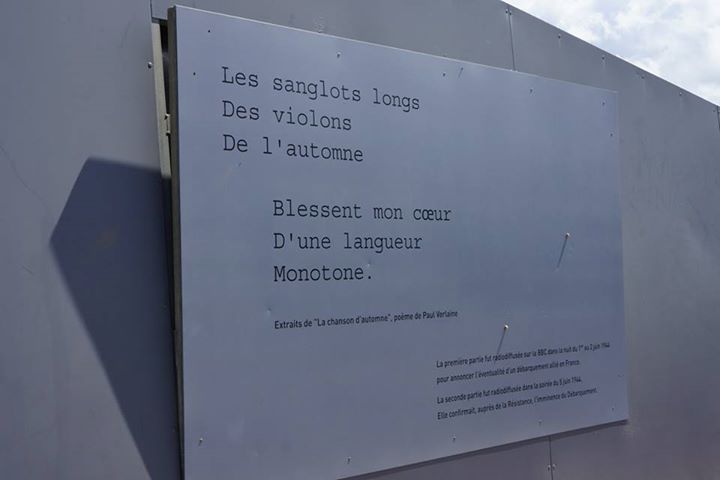 Les sanglots longs
Des violons
De l'automne
Blessent mon cœur
D'une langueur
Monotone.
Extraits de "La chanson d'automne", poème de Paul Verlaine
La première partie fut radiodiffusée sur la BBC dans la nuit du 1er au 2 juin 1944
pour annoncer l'éventualité d'un débarquement allié en France.
La seconde partie fut radiodiffusée dans la soirée du 5 juin 1944.
Elle confirmait, auprès de la Résistance, l'imminence du Débarquement.